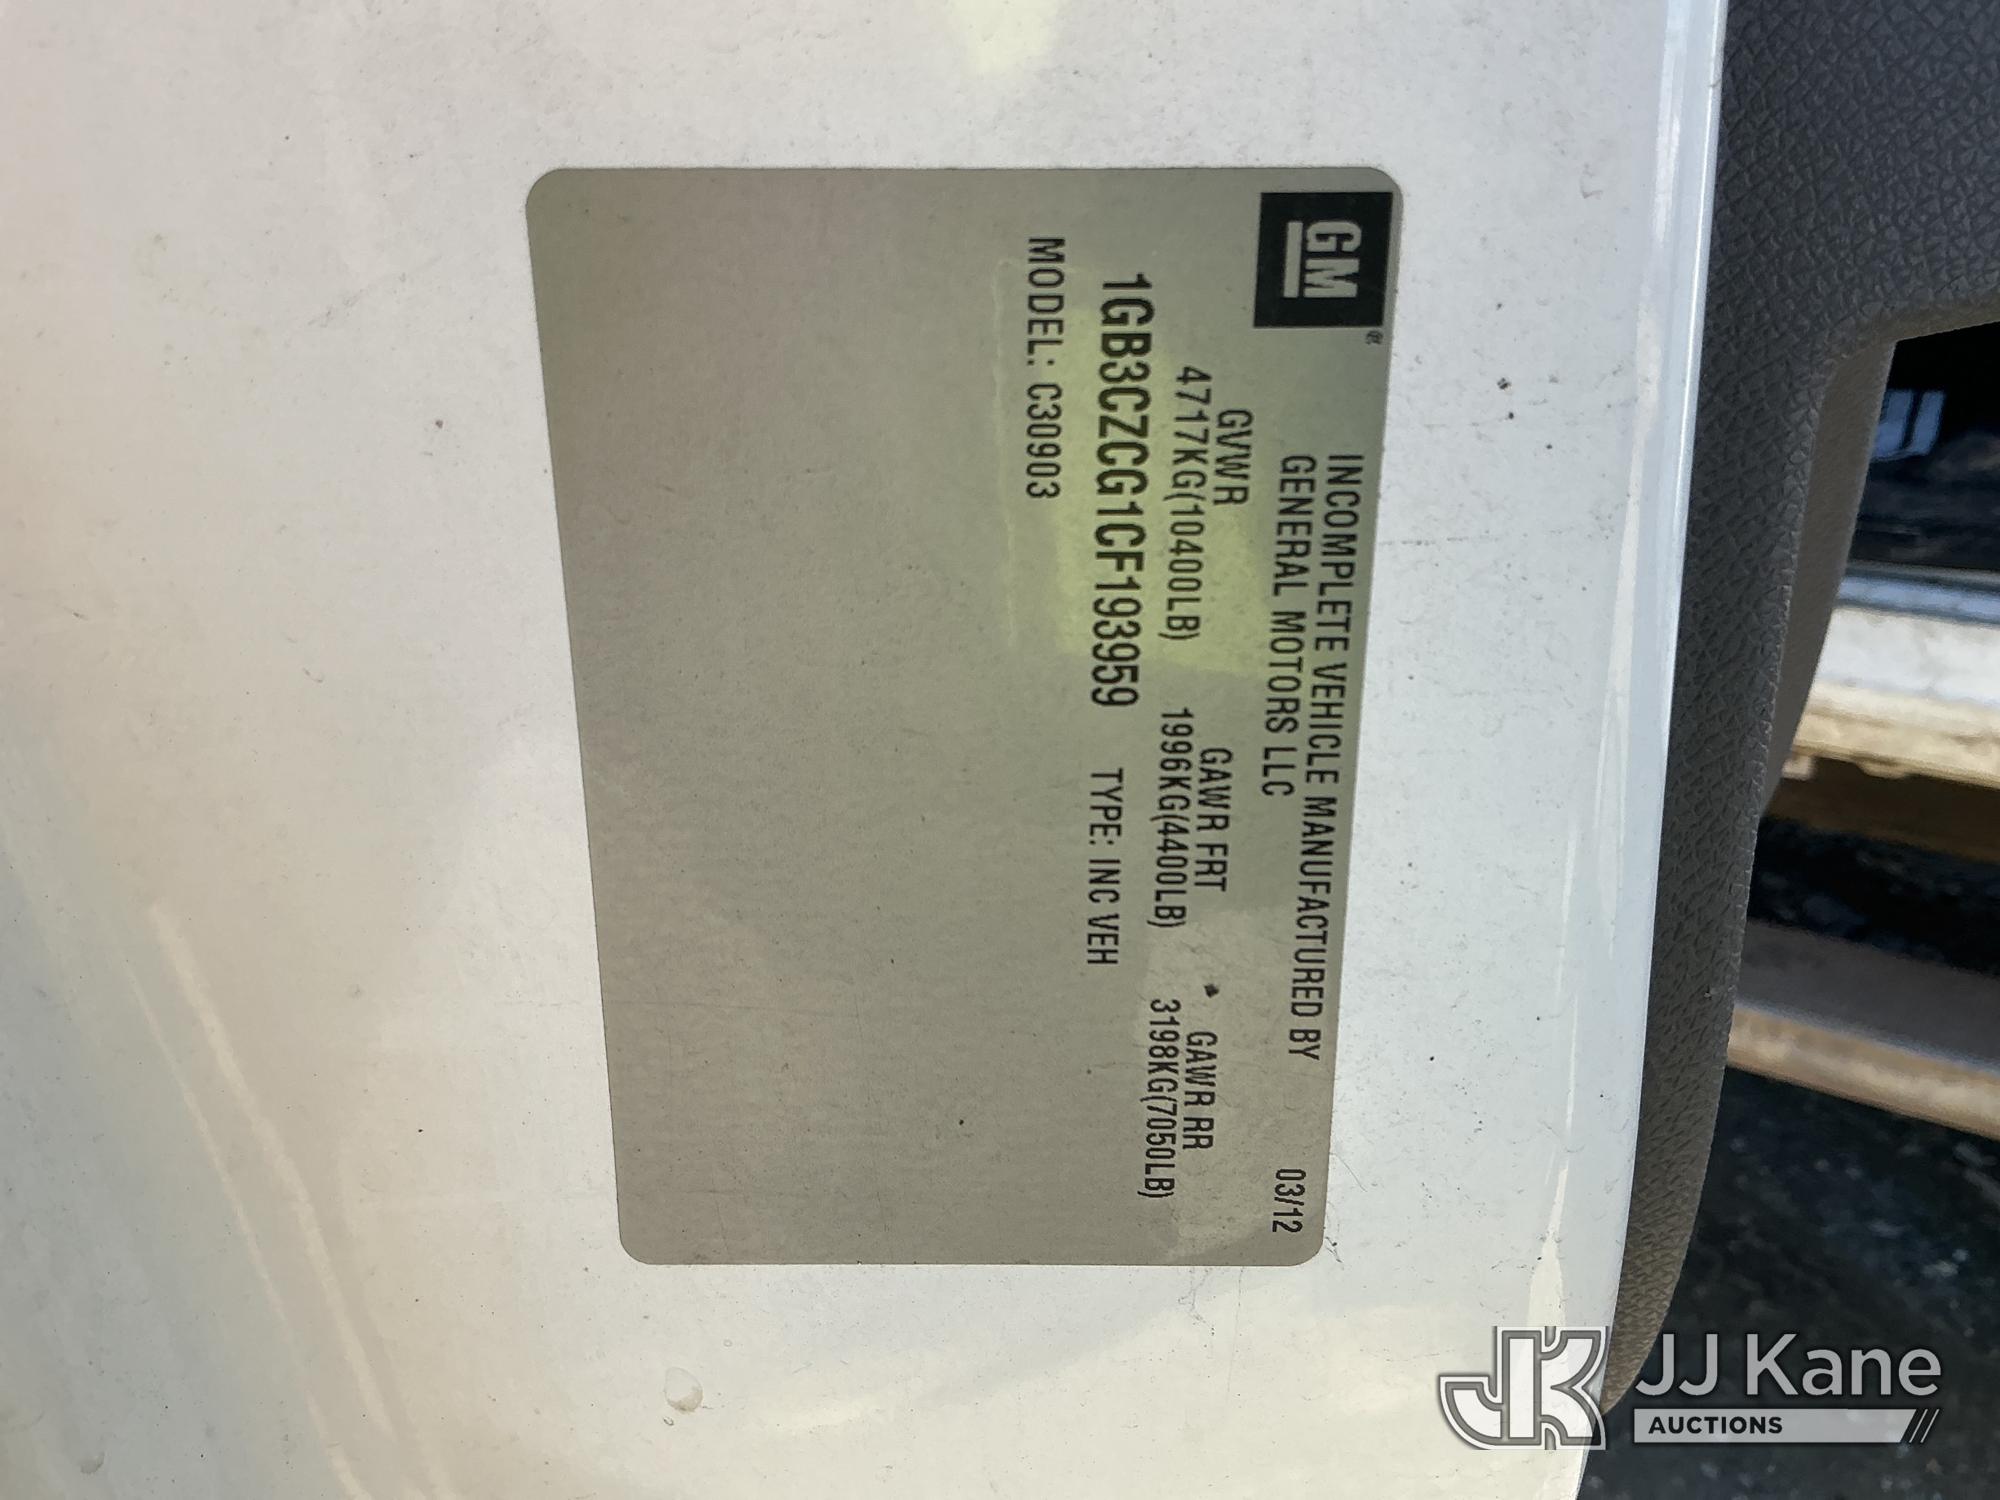 GM
INCOMPLETE VEHICLE MANUFACTURED BY
GENERAL MOTORS LLC 03/12
GVWR GAWR FRT GAWR RR
4717KG(10400LB) 1996KG(4400LB) 3198KG(7050LB)
1GB3CZCG1CF193959 TYPE: INC VEH
MODEL: C30903
JK JJ Kane
AUCTIONS